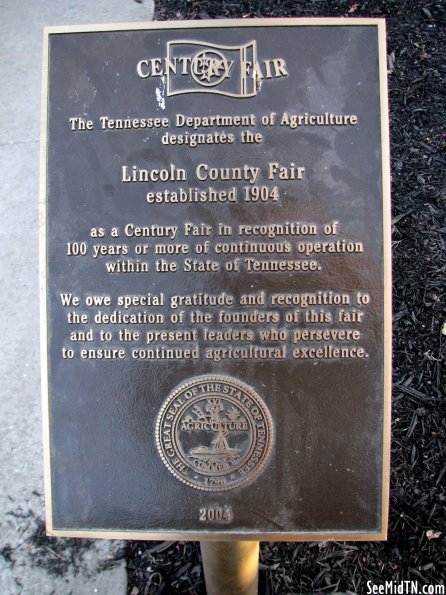 CENTURY FAIR
The Tennessee Department of Agriculture
designates the
Lincoln County Fair
established 1904
as a Century Fair in recognition of
100 years or more of continuous operation
within the State of Tennessee.
We owe special gratitude and recognition to
the dedication of the founders of this fair
and to the present leaders who persevere
to ensure continued agricultural excellence.
THE GREAT SEAL OF THE STATE OF TENNESSEE
XVI
AGRICULTURE
COMMERCE
1796
2004
SeeMidTN.com